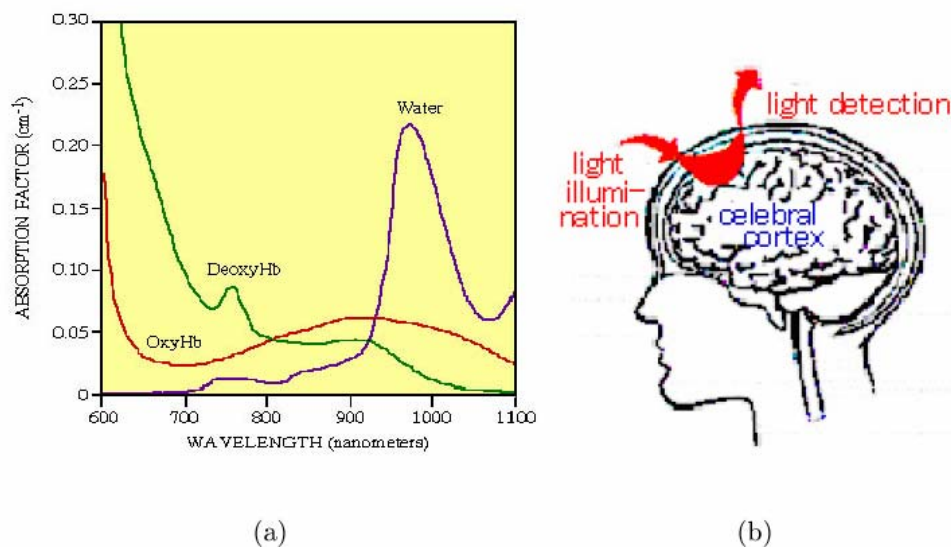 0.30
0.25
0.20
0.15
0.10
0.05
0
ABSORPTION FACTOR (cm⁻¹)
Water
DeoxyHb
OxyHb
600 700 800 900 1000 1100
WAVELENGTH (nanometers)
(a)
light detection
light
illumi-
nation
celebral
cortex
(b)